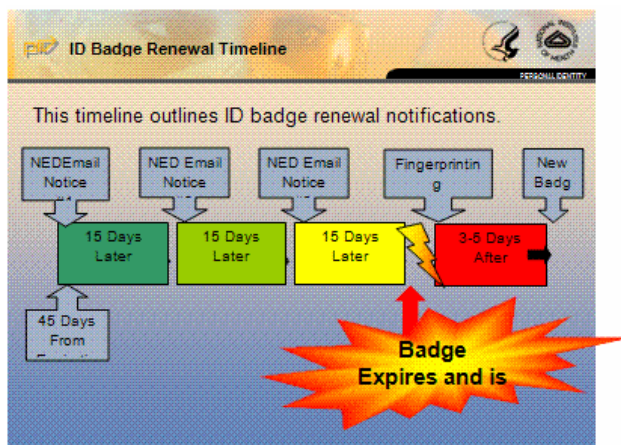 ID Badge Renewal Timeline
PERSONAL IDENTITY
This timeline outlines ID badge renewal notifications.
NEDEmail
Notice
NED Email
Notice
NED Email
Notice
Fingerprintin
g
New
Badg
15 Days
Later
15 Days
Later
15 Days
Later
3-5 Days
After
45 Days
From
Badge
Expires and is